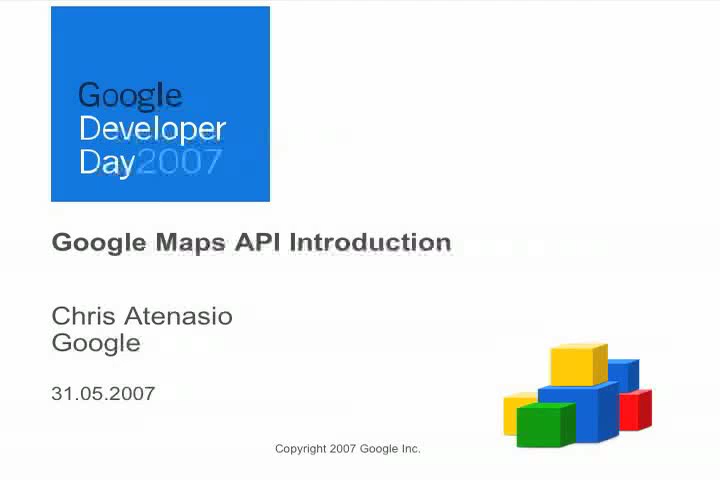 Google
Developer
Day2007
Google Maps API Introduction
Chris Atenasio
Google
31.05.2007
Copyright 2007 Google Inc.